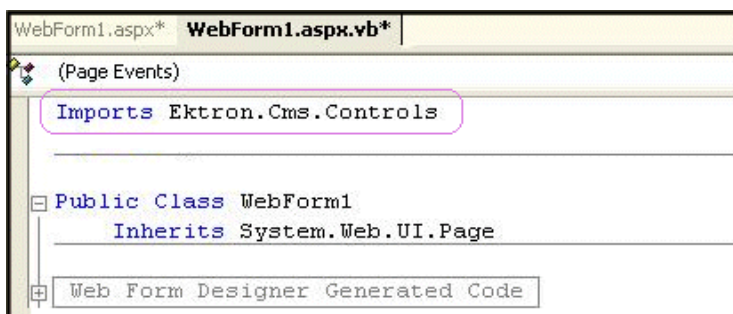 WebForm1.aspx* WebForm1.aspx.vb*
(Page Events)
Imports Ektron.Cms.Controls
Public Class WebForm1
Inherits System.Web.UI.Page
Web Form Designer Generated Code